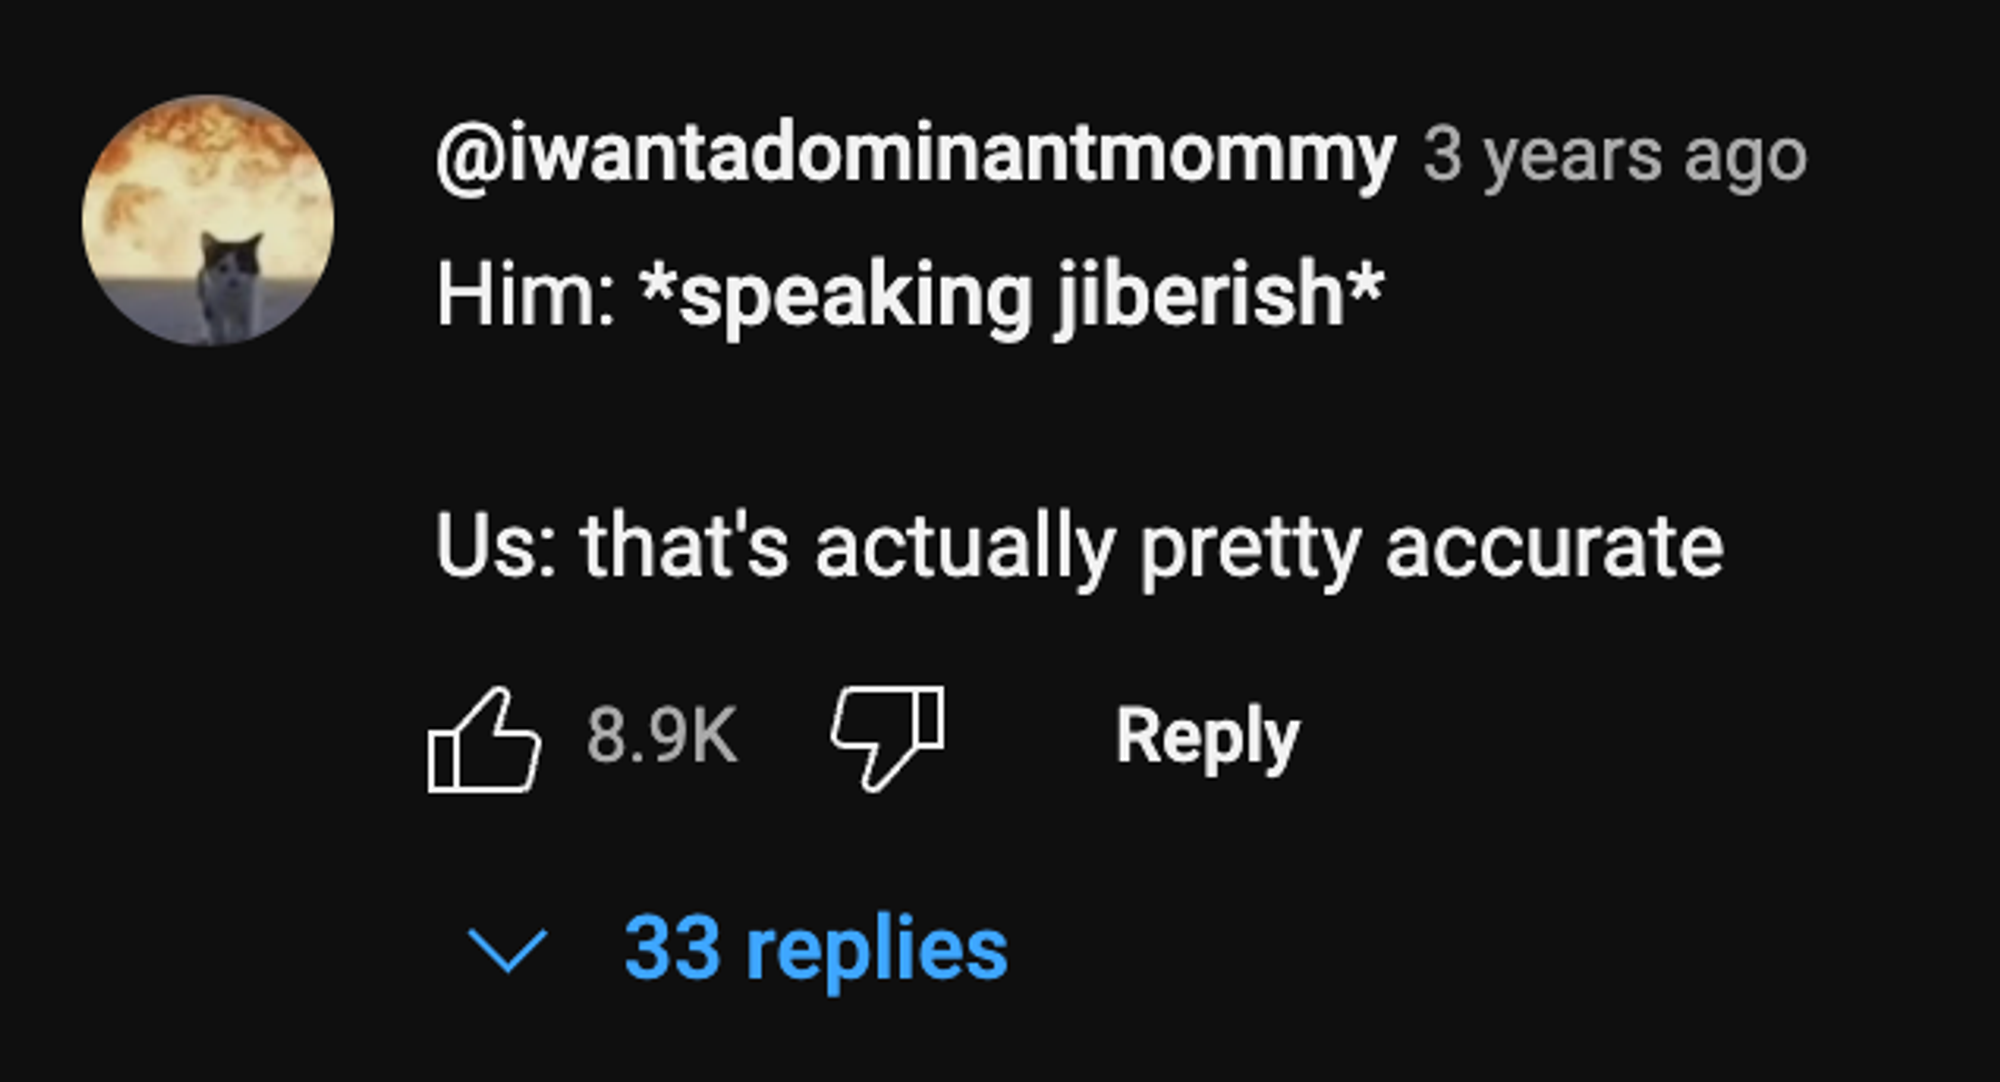 @iwantadominantmommy 3 years ago
Him: *speaking jiberish*
Us: that's actually pretty accurate
8.9K Reply
33 replies